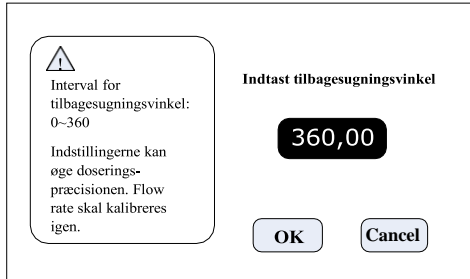 !
Interval for
tilbagesugningsvinkel:
0~360
Indstillingerne kan
øge doserings-
præcisionen. Flow
rate skal kalibreres
igen.
Indtast tilbagesugningsvinkel
360,00
OK
Cancel